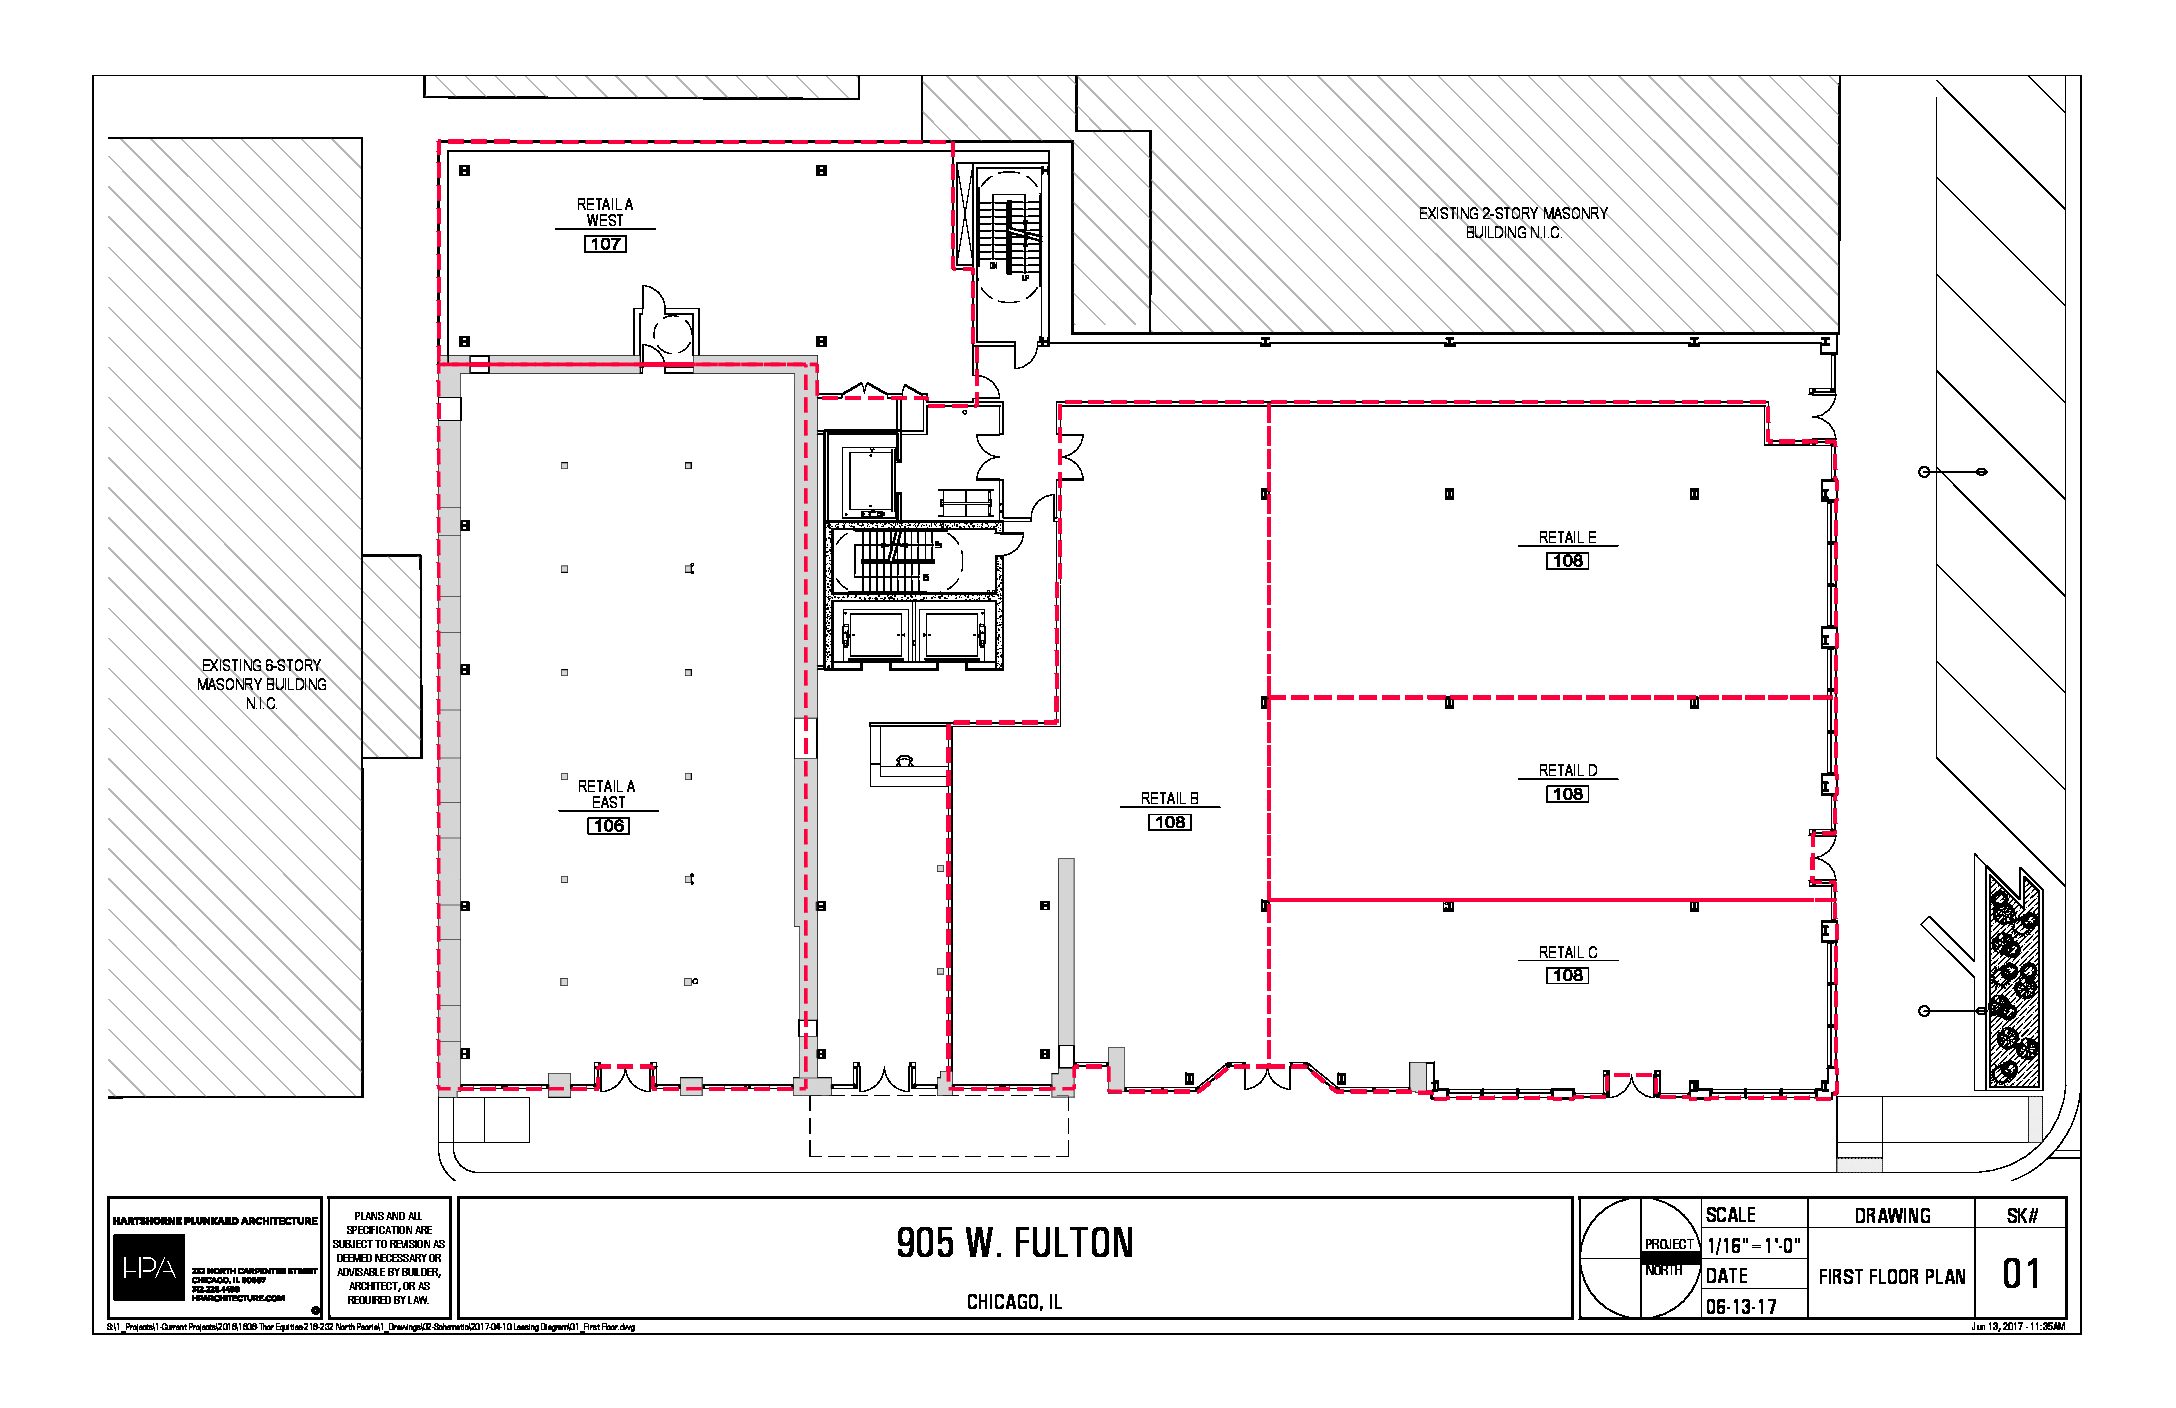 RETAIL A
WEST
107
EXISTING 2-STORY MASONRY
BUILDING N.I.C.
DN
UP
RETAIL E
108
EXISTING 6-STORY
MASONRY BUILDING
N.I.C.
RETAIL A
EAST
106
RETAIL B
108
RETAIL D
108
RETAIL C
108
HARTSHORNE PLUNKARD ARCHITECTURE
HPA
232 NORTH CARPENTER STREET
CHICAGO, IL 60607
HPARCHITECTURE.COM
PLANS AND ALL
SPECIFICATION ARE
SUBJECT TO REVISION AS
DEEMED NECESSARY OR
ADVISABLE BY BUILDER,
ARCHITECT, OR AS
REQUIRED BY LAW.
905 W. FULTON
CHICAGO, IL
PROJECT
NORTH
SCALE
1/16" = 1'-0"
DATE
06-13-17
DRAWING
FIRST FLOOR PLAN
SK#
01
S:\1_Projects\1-Current Projects\2016\1606-Thor Equities-216-232 North Peoria\1_Drawings\02-Schematic\2017-04-10 Leasing Diagram\01_First Floor.dwg
Jun 13, 2017 - 11:35AM